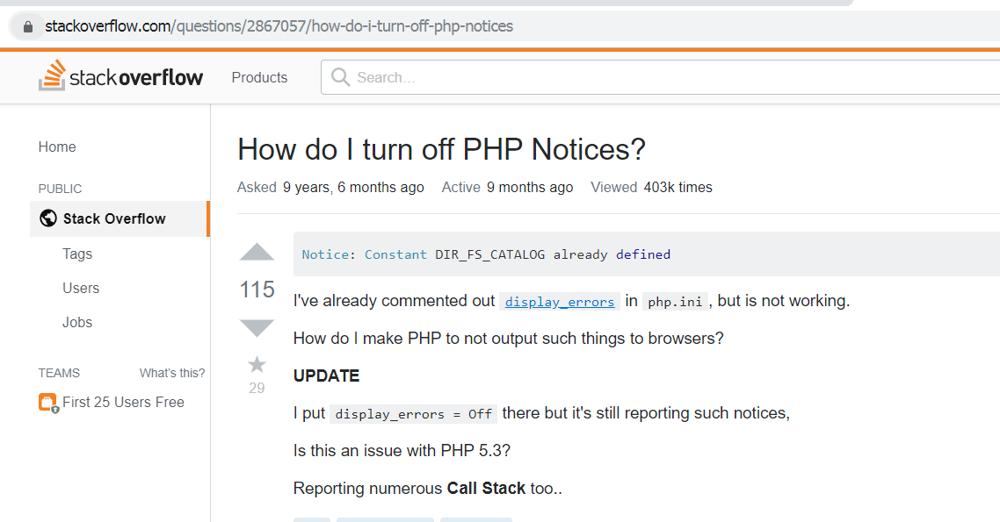 stackoverflow.com/questions/2867057/how-do-i-turn-off-php-notices
stack overflow Products Search...
Home
PUBLIC
Stack Overflow
Tags
Users
Jobs
TEAMS What's this?
First 25 Users Free
How do I turn off PHP Notices?
Asked 9 years, 6 months ago Active 9 months ago Viewed 403k times
115
29
Notice: Constant DIR_FS_CATALOG already defined
I've already commented out display_errors in php.ini, but is not working.
How do I make PHP to not output such things to browsers?
UPDATE
I put display_errors = Off there but it's still reporting such notices,
Is this an issue with PHP 5.3?
Reporting numerous Call Stack too..